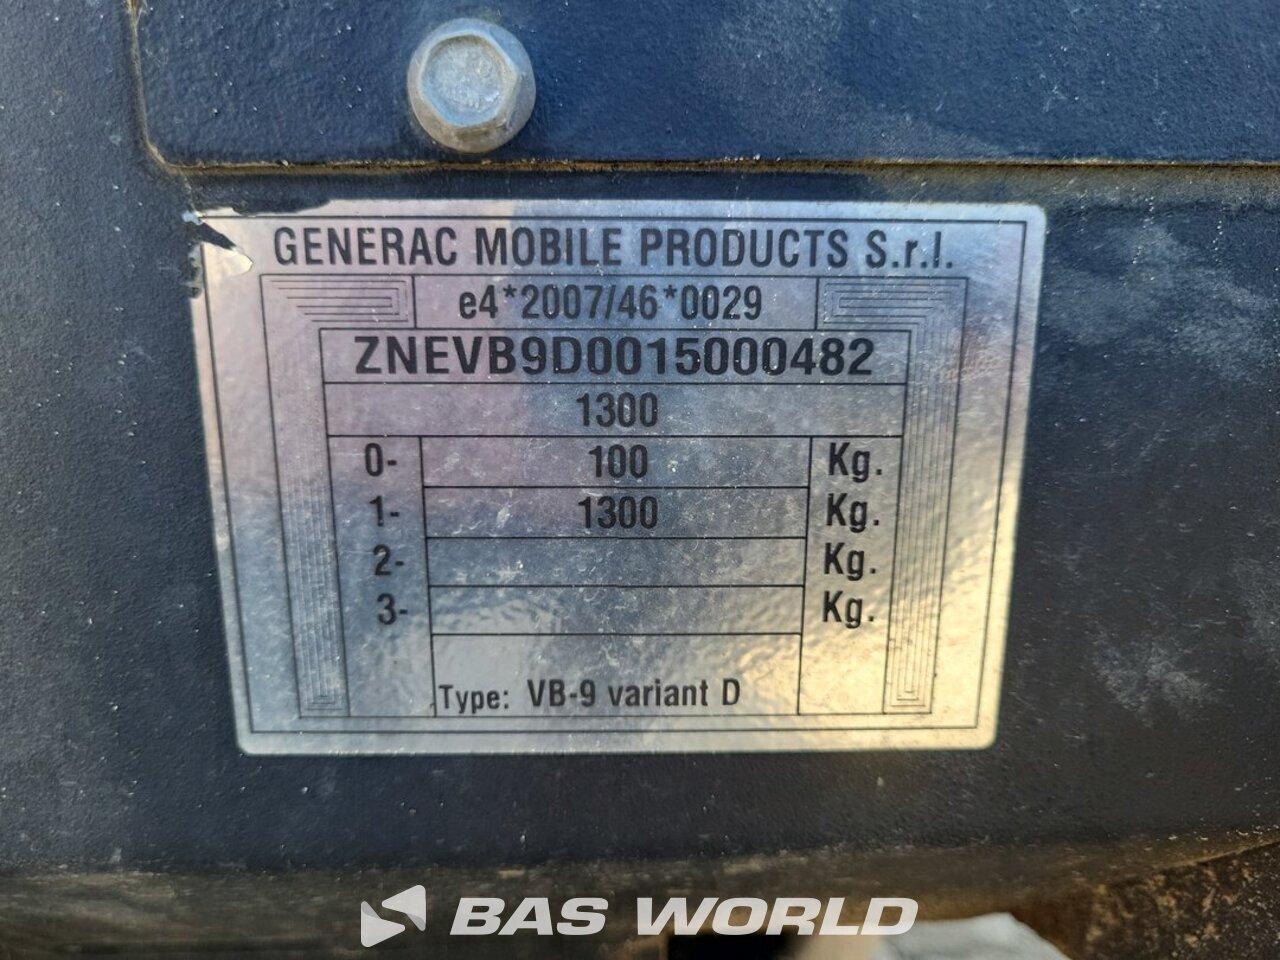 GENERAC MOBILE PRODUCTS S.r.l.
e4*2007/46*0029
ZNEVB9D0015000482
1300
0- 100 Kg.
1- 1300 Kg.
2- Kg.
3- Kg.
Type: VB-9 variant D
BAS WORLD